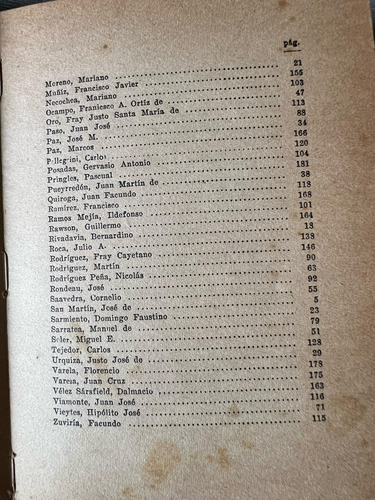 pág.
Moreno, Mariano ........ 21
Muñiz, Francisco Javier ........ 155
Necochea, Mariano ........ 103
Ocampo, Franiesco A. Ortiz de ........ 47
Oro, Fray Justo Santa María de ........ 113
Paso, Juan José ........ 88
Paz, José M. ........ 34
Paz, Marcos ........ 166
Pellegrini, Carlos ........ 120
Posadas, Gervasio Antonio ........ 104
Pringles, Pascual ........ 181
Pueyrredón, Juan Martín de ........ 38
Quiroga, Juan Facundo ........ 118
Ramírez, Francisco ........ 168
Ramos Mejía, Ildefonso ........ 101
Rawson, Guillermo ........ 164
Rivadavia, Bernardino ........ 13
Roca, Julio A. ........ 138
Rodríguez, Fray Cayetano ........ 146
Rodríguez, Martín ........ 90
Rodríguez Peña, Nicolás ........ 63
Rondeau, José ........ 92
Saavedra, Cornelio ........ 55
San Martín, José de ........ 5
Sarmiento, Domingo Faustino ........ 23
Sarratea, Manuel de ........ 79
Soler, Miguel E. ........ 51
Tejedor, Carlos ........ 128
Urquiza, Justo José de ........ 29
Varela, Florencio ........ 178
Varela, Juan Cruz ........ 175
Vélez Sársfield, Dalmacio ........ 163
Viamonte, Juan José ........ 116
Vieytes, Hipólito José ........ 71
Zuviría, Facundo ........ 115